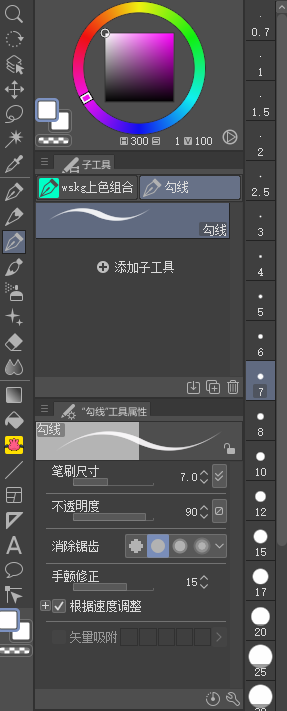 300 S 1 V 100
子工具
wskg上色组合
勾线
勾线
添加子工具
"勾线"工具属性
勾线
笔刷尺寸 7.0
不透明度 90
消除锯齿
手颤修正 15
根据速度调整
矢量吸附
A
0.7
1
1.5
2
2.5
3
4
5
6
7
8
10
12
15
17
20
25